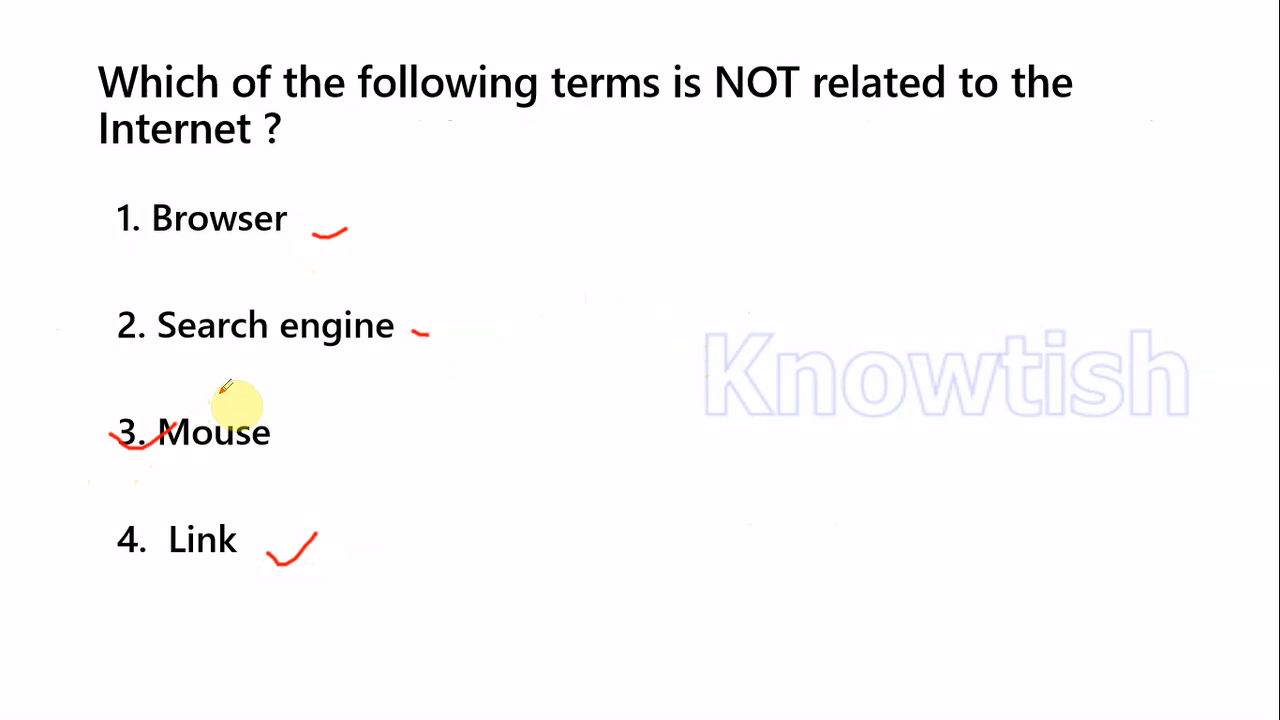 Which of the following terms is NOT related to the
Internet ?
1. Browser
2. Search engine
3. Mouse
Knowtish
4. Link